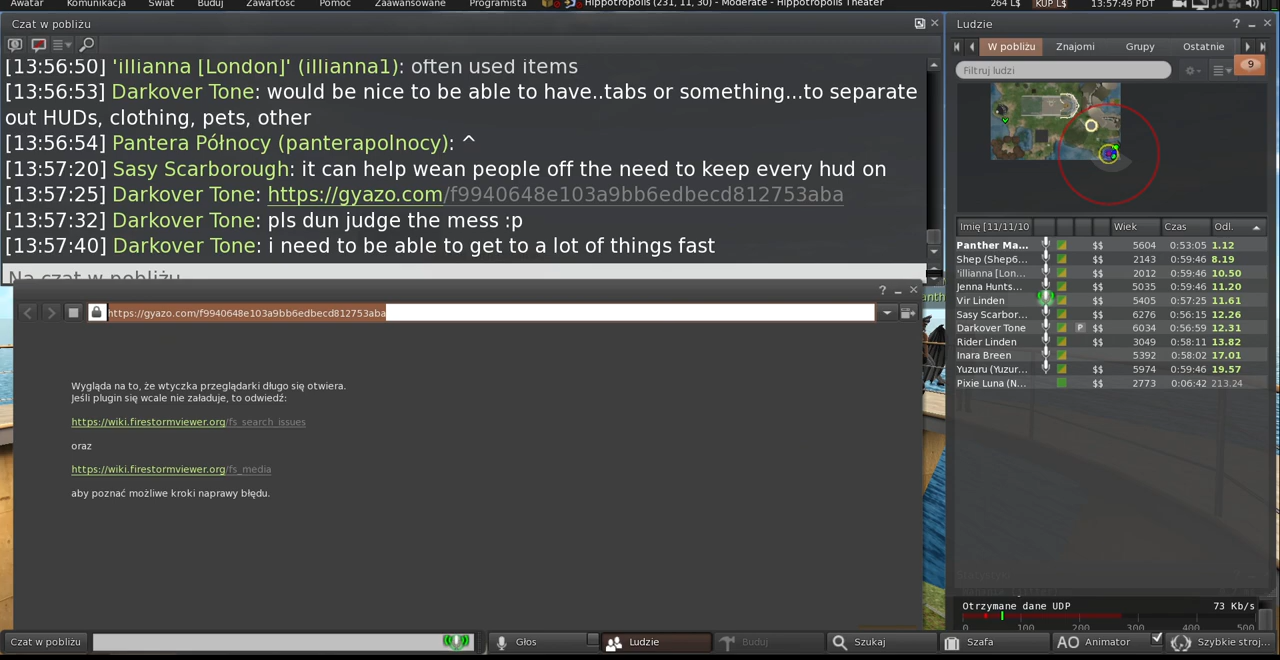 Awatar Komunikacja Świat Buduj Zawartość Pomoc Zaawansowane Programista Hippotropolis (231, 11, 30) - Moderate - Hippotropolis Theater 264 L$ KUP L$ 13:57:49 PDT
Czat w pobliżu
[13:56:50] 'illianna [London]' (illianna1): often used items
[13:56:53] Darkover Tone: would be nice to be able to have..tabs or something...to separate
out HUDs, clothing, pets, other
[13:56:54] Pantera Północy (panterapolnocy): ^
[13:57:20] Sasy Scarborough: it can help wean people off the need to keep every hud on
[13:57:25] Darkover Tone: https://gyazo.com/f9940648e103a9bb6edbecd812753aba
[13:57:32] Darkover Tone: pls dun judge the mess :p
[13:57:40] Darkover Tone: i need to be able to get to a lot of things fast
Na czat w pobliżu
https://gyazo.com/f9940648e103a9bb6edbecd812753aba
Wygląda na to, że wtyczka przeglądarki długo się otwiera.
Jeśli plugin się wcale nie załaduje, to odwiedź:
https://wiki.firestormviewer.org/fs_search_issues
oraz
https://wiki.firestormviewer.org/fs_media
aby poznać możliwe kroki naprawy błędu.
Ludzie
W pobliżu Znajomi Grupy Ostatnie
Filtruj ludzi
9
Imię [11/11/10 Wiek Czas Odl.
Panther Ma... $$ 5604 0:53:05 1.12
Shep (Shep6... $$ 2143 0:59:46 8.19
'illianna [Lon... $$ 2012 0:59:46 10.50
Jenna Hunts... $$ 5035 0:59:46 11.20
Vir Linden $$ 5405 0:57:25 11.61
Sasy Scarbor... $$ 6276 0:56:15 12.26
Darkover Tone P $$ 6034 0:56:59 12.31
Rider Linden $$ 3049 0:58:11 13.82
Inara Breen 5392 0:58:02 17.01
Yuzuru (Yuzur... $$ 5974 0:59:46 19.57
Pixie Luna (N... $$ 2773 0:06:42 213.24
Otrzymane dane UDP 73 Kb/s
0 100 200 300 400 500
Czat w pobliżu Głos Ludzie Buduj Szukaj Szafa AO Animator Szybkie stroj...